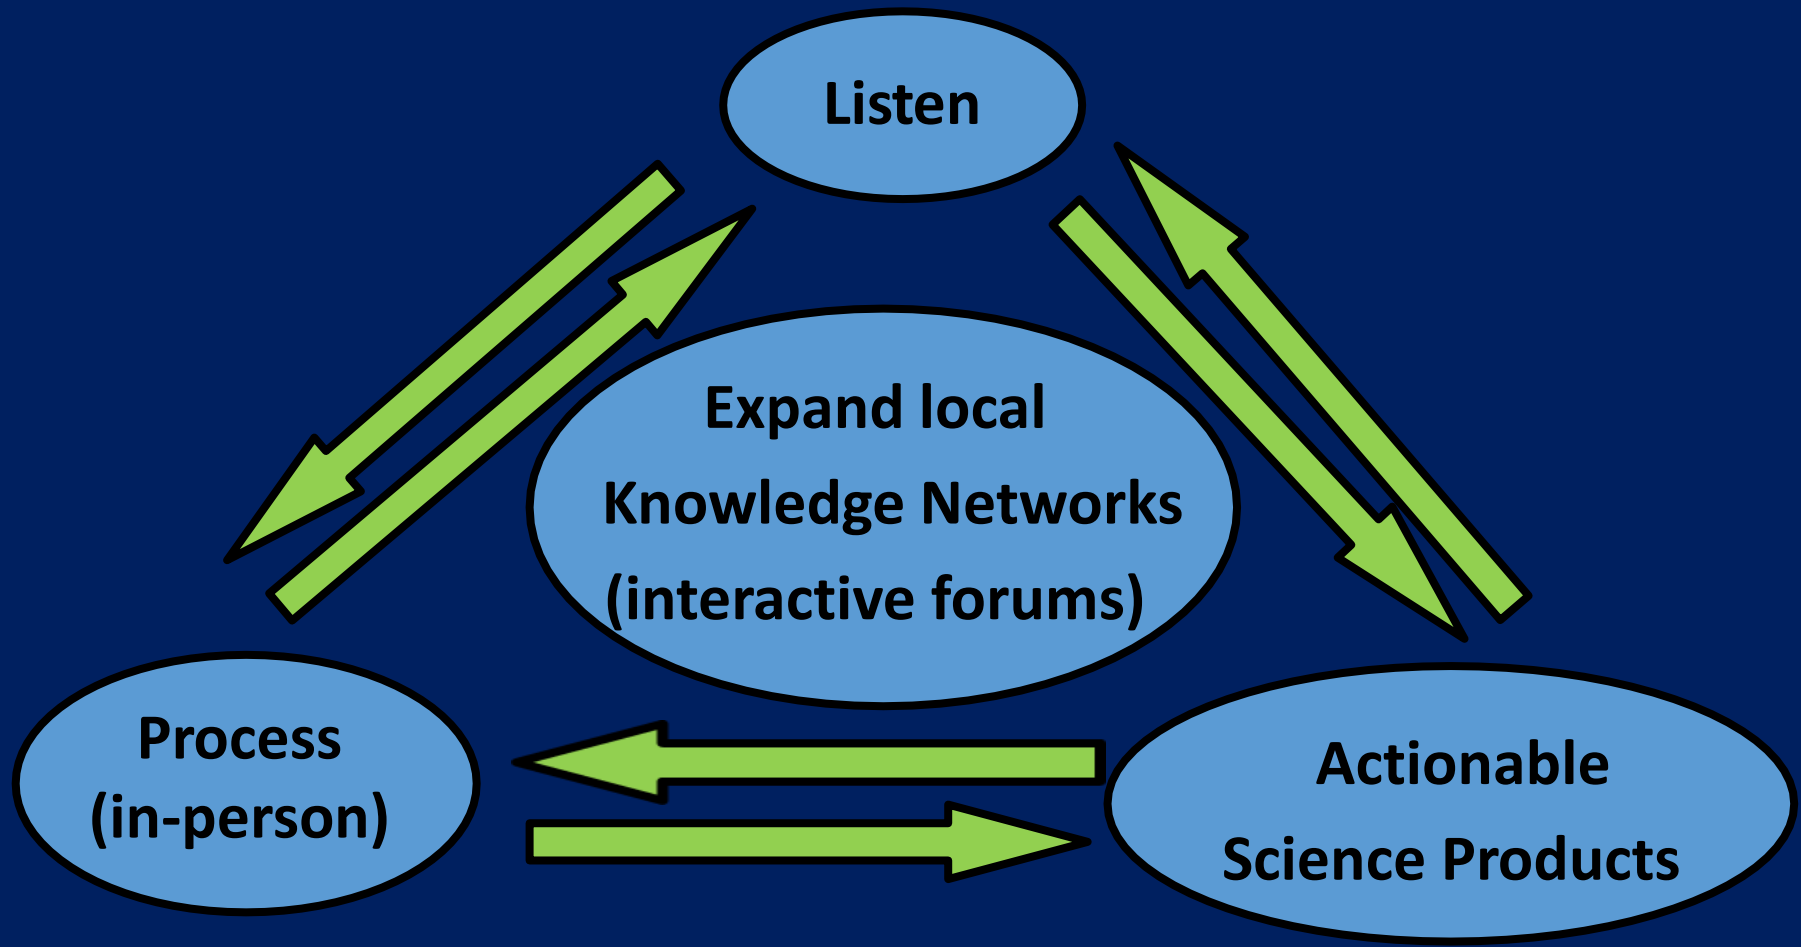 Listen
Expand local
Knowledge Networks
(interactive forums)
Process
(in-person)
Actionable
Science Products